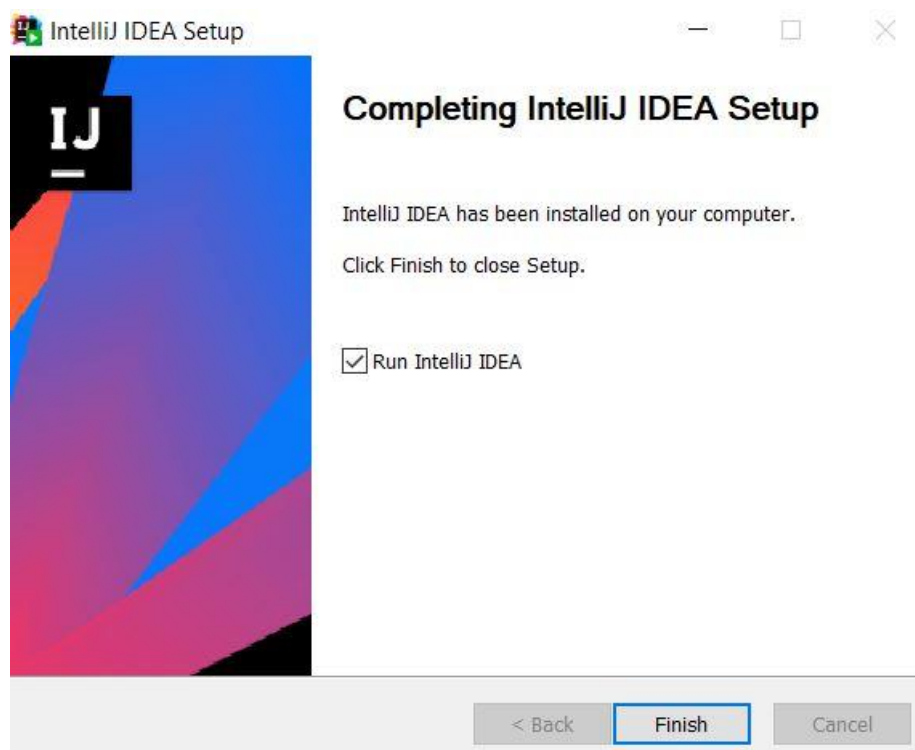 IntelliJ IDEA Setup
IJ
Completing IntelliJ IDEA Setup
IntelliJ IDEA has been installed on your computer.
Click Finish to close Setup.
Run IntelliJ IDEA
< Back
Finish
Cancel